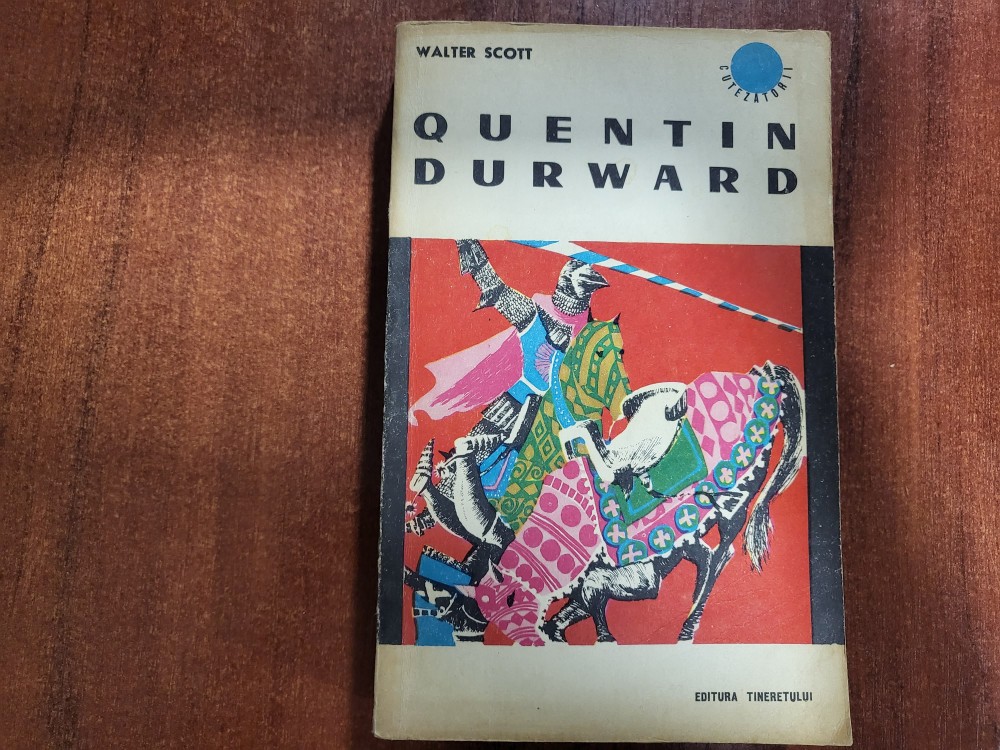 WALTER SCOTT
CUTEZĂTORII
QUENTIN
DURWARD
EDITURA TINERETULUI